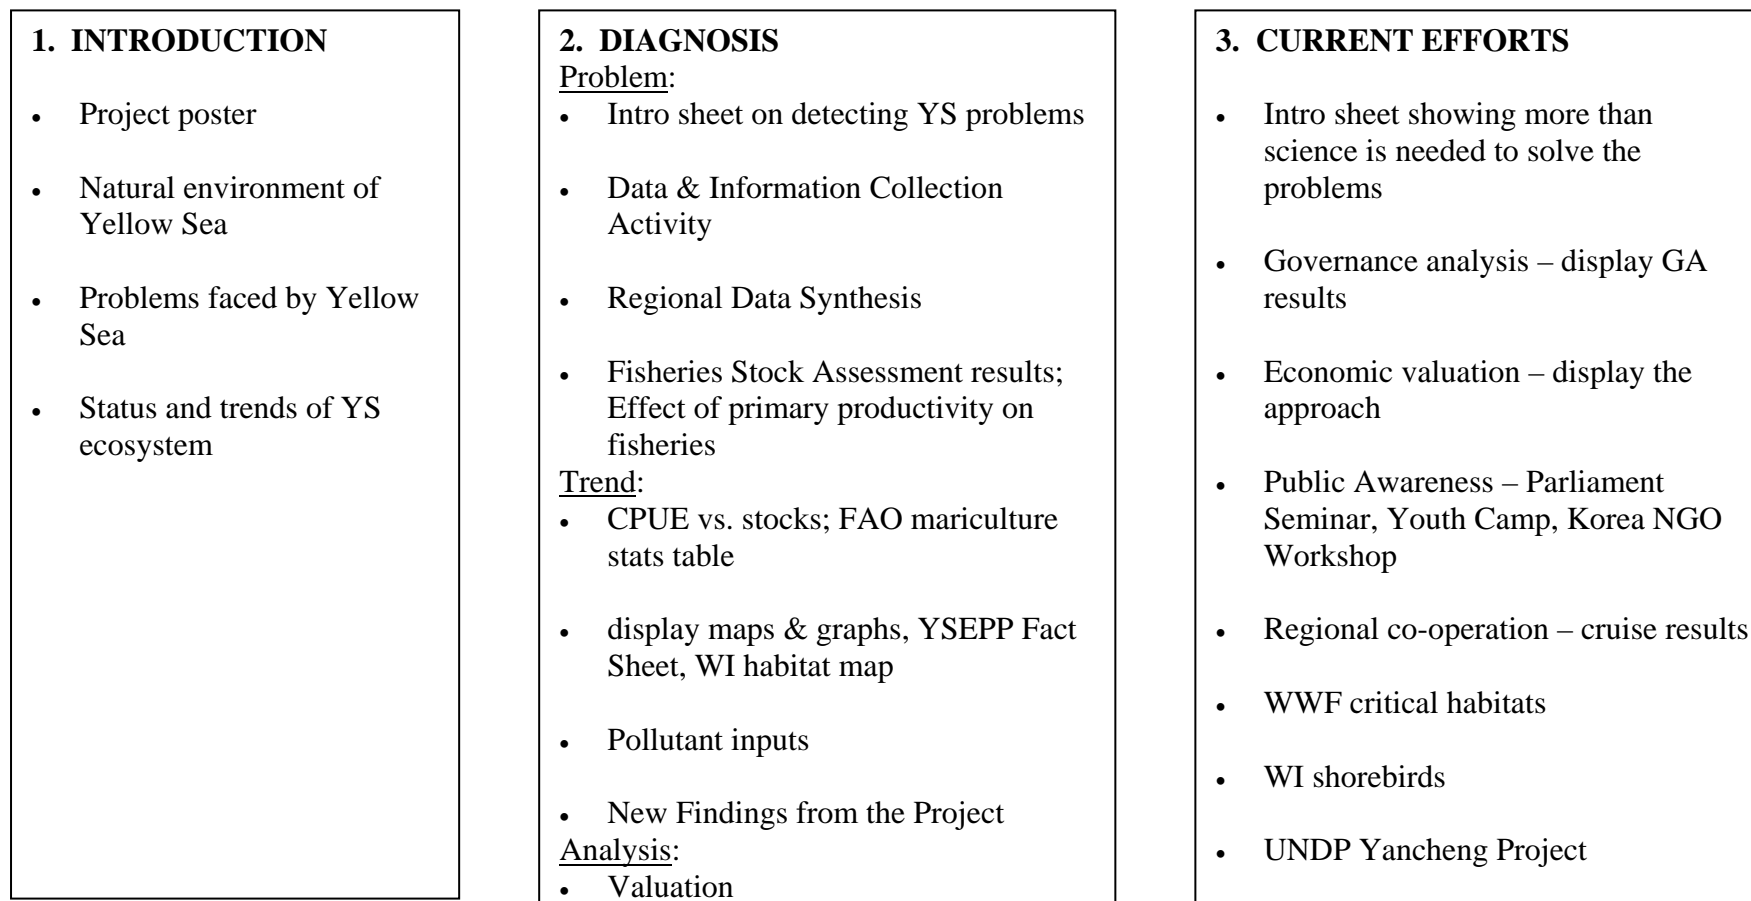 1. INTRODUCTION
• Project poster
• Natural environment of
Yellow Sea
• Problems faced by Yellow
Sea
• Status and trends of YS
ecosystem
2. DIAGNOSIS
Problem:
• Intro sheet on detecting YS problems
• Data & Information Collection
Activity
• Regional Data Synthesis
• Fisheries Stock Assessment results;
Effect of primary productivity on
fisheries
Trend:
• CPUE vs. stocks; FAO mariculture
stats table
• display maps & graphs, YSEPP Fact
Sheet, WI habitat map
• Pollutant inputs
• New Findings from the Project
Analysis:
• Valuation
3. CURRENT EFFORTS
• Intro sheet showing more than
science is needed to solve the
problems
• Governance analysis – display GA
results
• Economic valuation – display the
approach
• Public Awareness – Parliament
Seminar, Youth Camp, Korea NGO
Workshop
• Regional co-operation – cruise results
• WWF critical habitats
• WI shorebirds
• UNDP Yancheng Project